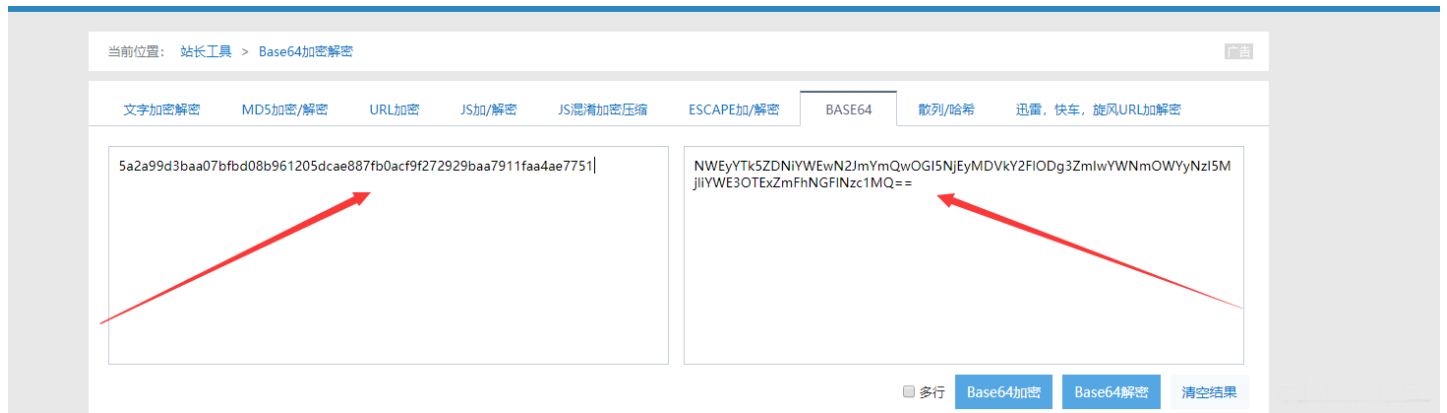 当前位置： 站长工具 > Base64加密解密 广告
文字加密解密 MD5加密/解密 URL加密 JS加/解密 JS混淆加密压缩 ESCAPE加/解密 BASE64 散列/哈希 迅雷，快车，旋风URL加解密
5a2a99d3baa07bfbd08b961205dcae887fb0acf9f272929baa7911faa4ae7751
NWEyYTk5ZDNiYWEwN2JmYmQwOGI5NjEyMDVkY2FlODg3ZmIwYWNmOWYyNzI5M
jliYWE3OTExZmFhNGFlNzc1MQ==
多行 Base64加密 Base64解密 清空结果